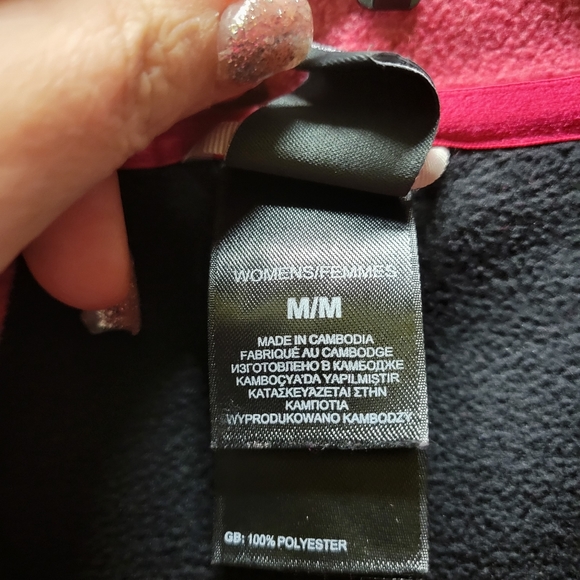 WOMENS/FEMMES
M/M
MADE IN CAMBODIA
FABRIQUÉ AU CAMBODGE
ИЗГОТОВЛЕНО В КАМБОДЖЕ
KAMBOÇYA'DA YAPILMIŞTIR
ΚΑΤΑΣΚΕΥΑΖΕΤΑΙ ΣΤΗΝ
ΚΑΜΠΟΤΙΑ
WYPRODUKOWANO KAMBODZY
GB: 100% POLYESTER